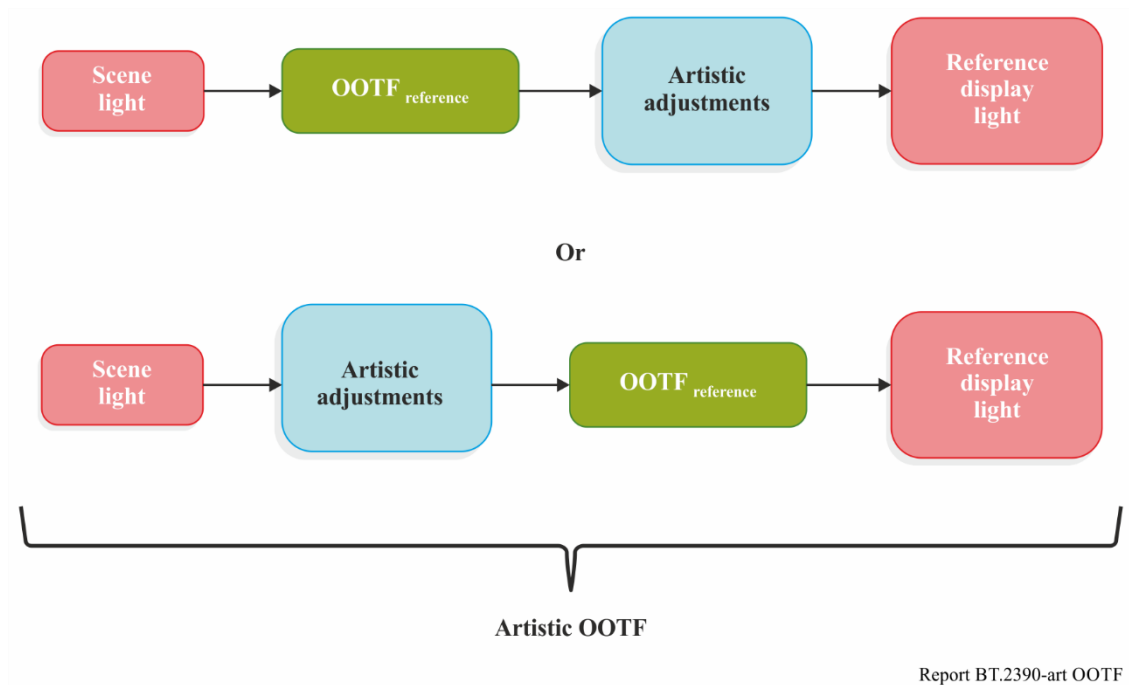 Scene
light
OOTF reference
Artistic
adjustments
Reference
display
light
Or
Scene
light
Artistic
adjustments
OOTF reference
Reference
display
light
Artistic OOTF
Report BT.2390-art OOTF